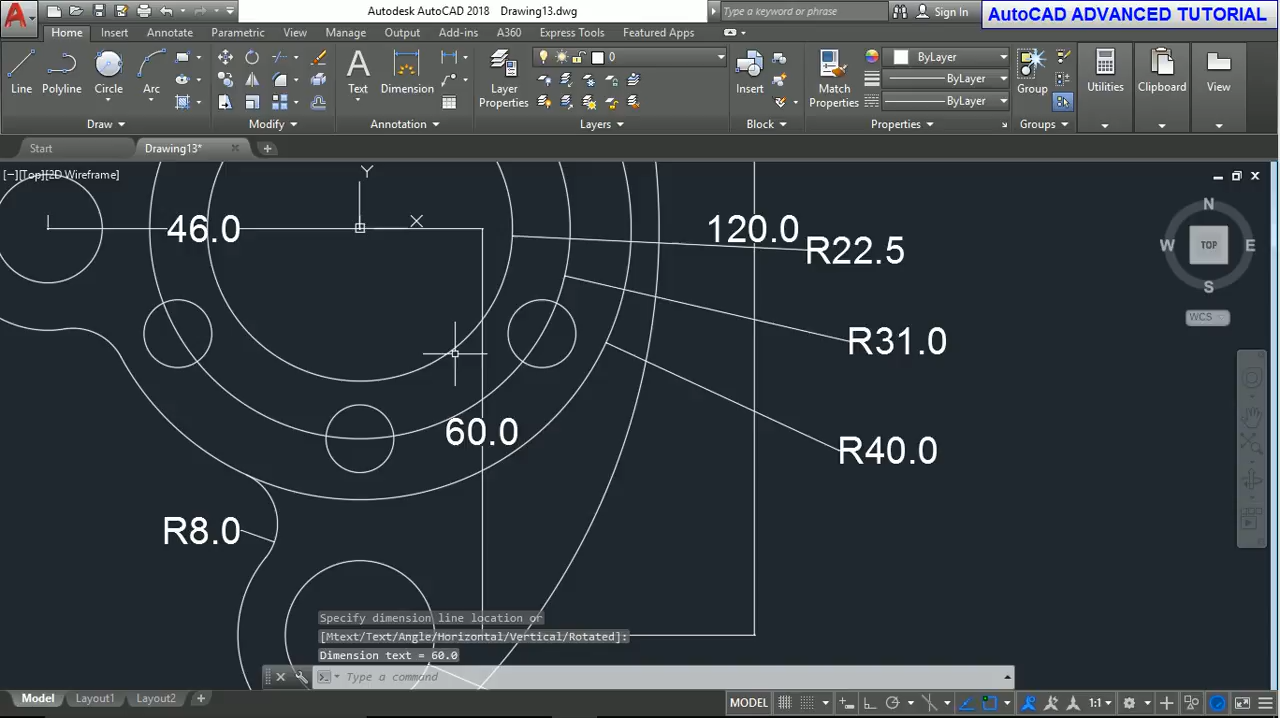 Autodesk AutoCAD 2018 Drawing13.dwg
Type a keyword or phrase
Sign In
AutoCAD ADVANCED TUTORIAL
Home Insert Annotate Parametric View Manage Output Add-ins A360 Express Tools Featured Apps
Line
Polyline
Circle
Arc
Text
Dimension
Layer
Properties
0
Insert
Match
Properties
ByLayer
ByLayer
ByLayer
Group
Utilities
Clipboard
View
Draw
Modify
Annotation
Layers
Block
Properties
Groups
Start
Drawing13*
[−][Top][2D Wireframe]
Y
X
46.0
120.0
R22.5
R31.0
R40.0
60.0
R8.0
N
W
TOP
E
S
WCS
Specify dimension line location or
[Mtext/Text/Angle/Horizontal/Vertical/Rotated]:
Dimension text = 60.0
Type a command
Model Layout1 Layout2
MODEL
1:1